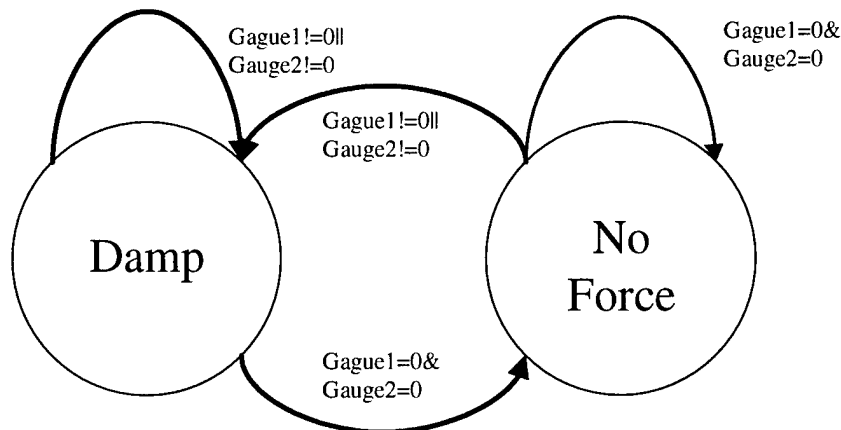 Gague1!=0||
Gauge2!=0
Gague1=0&
Gauge2=0
Gague1!=0||
Gauge2!=0
Damp
No
Force
Gague1=0&
Gauge2=0